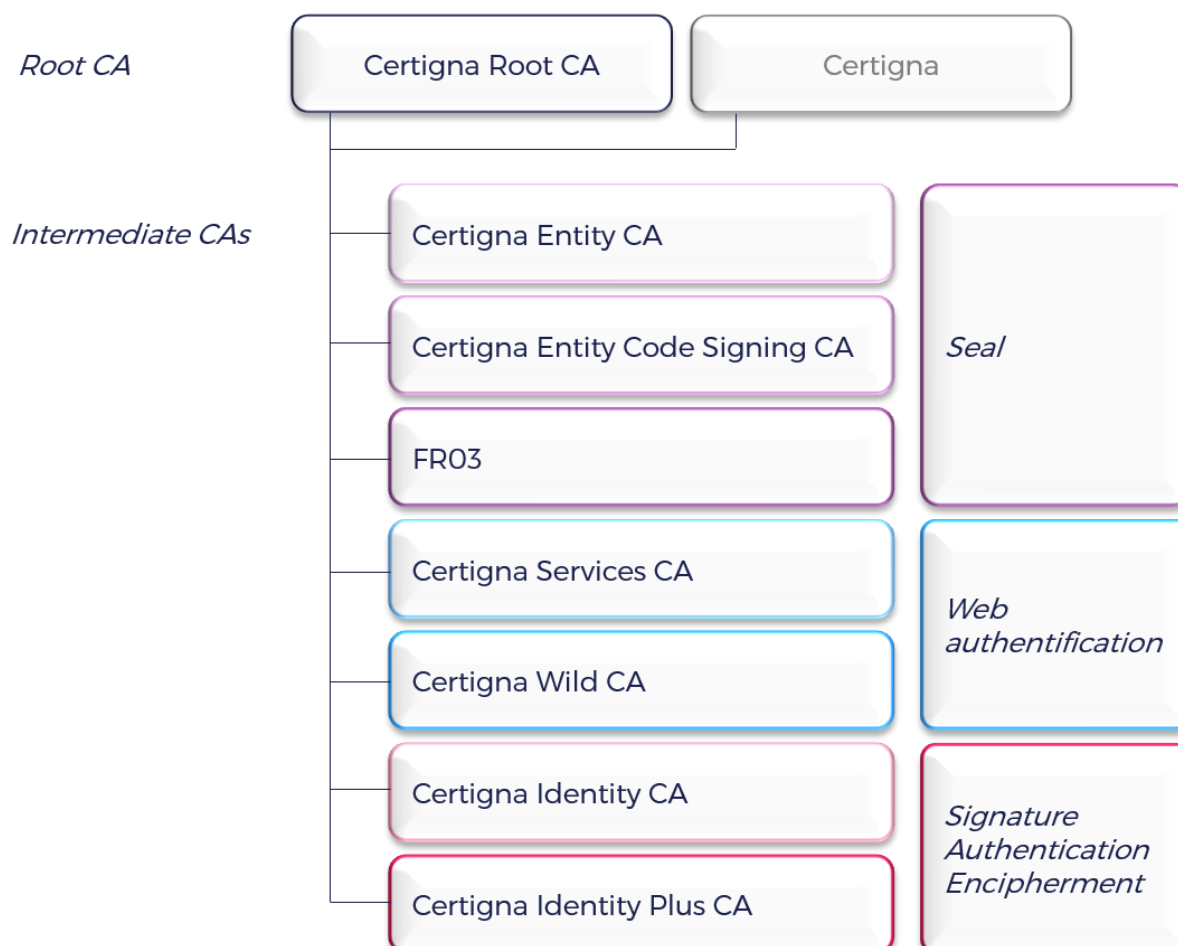 Root CA
Certigna Root CA
Certigna
Intermediate CAs
Certigna Entity CA
Certigna Entity Code Signing CA
FR03
Seal
Certigna Services CA
Certigna Wild CA
Web
authentification
Certigna Identity CA
Certigna Identity Plus CA
Signature
Authentication
Encipherment